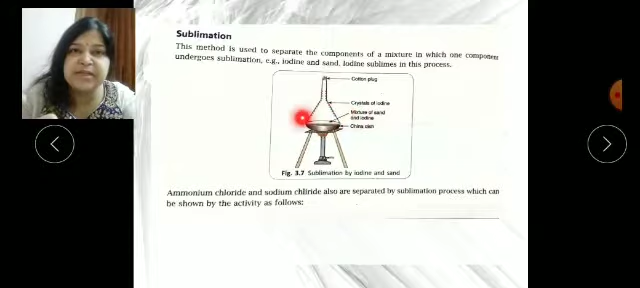 Sublimation
This method is used to separate the components of a mixture in which one component
undergoes sublimation, e.g., iodine and sand. Iodine sublimes in this process.
Cotton plug
Crystals of iodine
Mixture of sand
and iodine
China dish
Fig. 3.7 Sublimation by iodine and sand
Ammonium chloride and sodium chliride also are separated by sublimation process which can
be shown by the activity as follows: